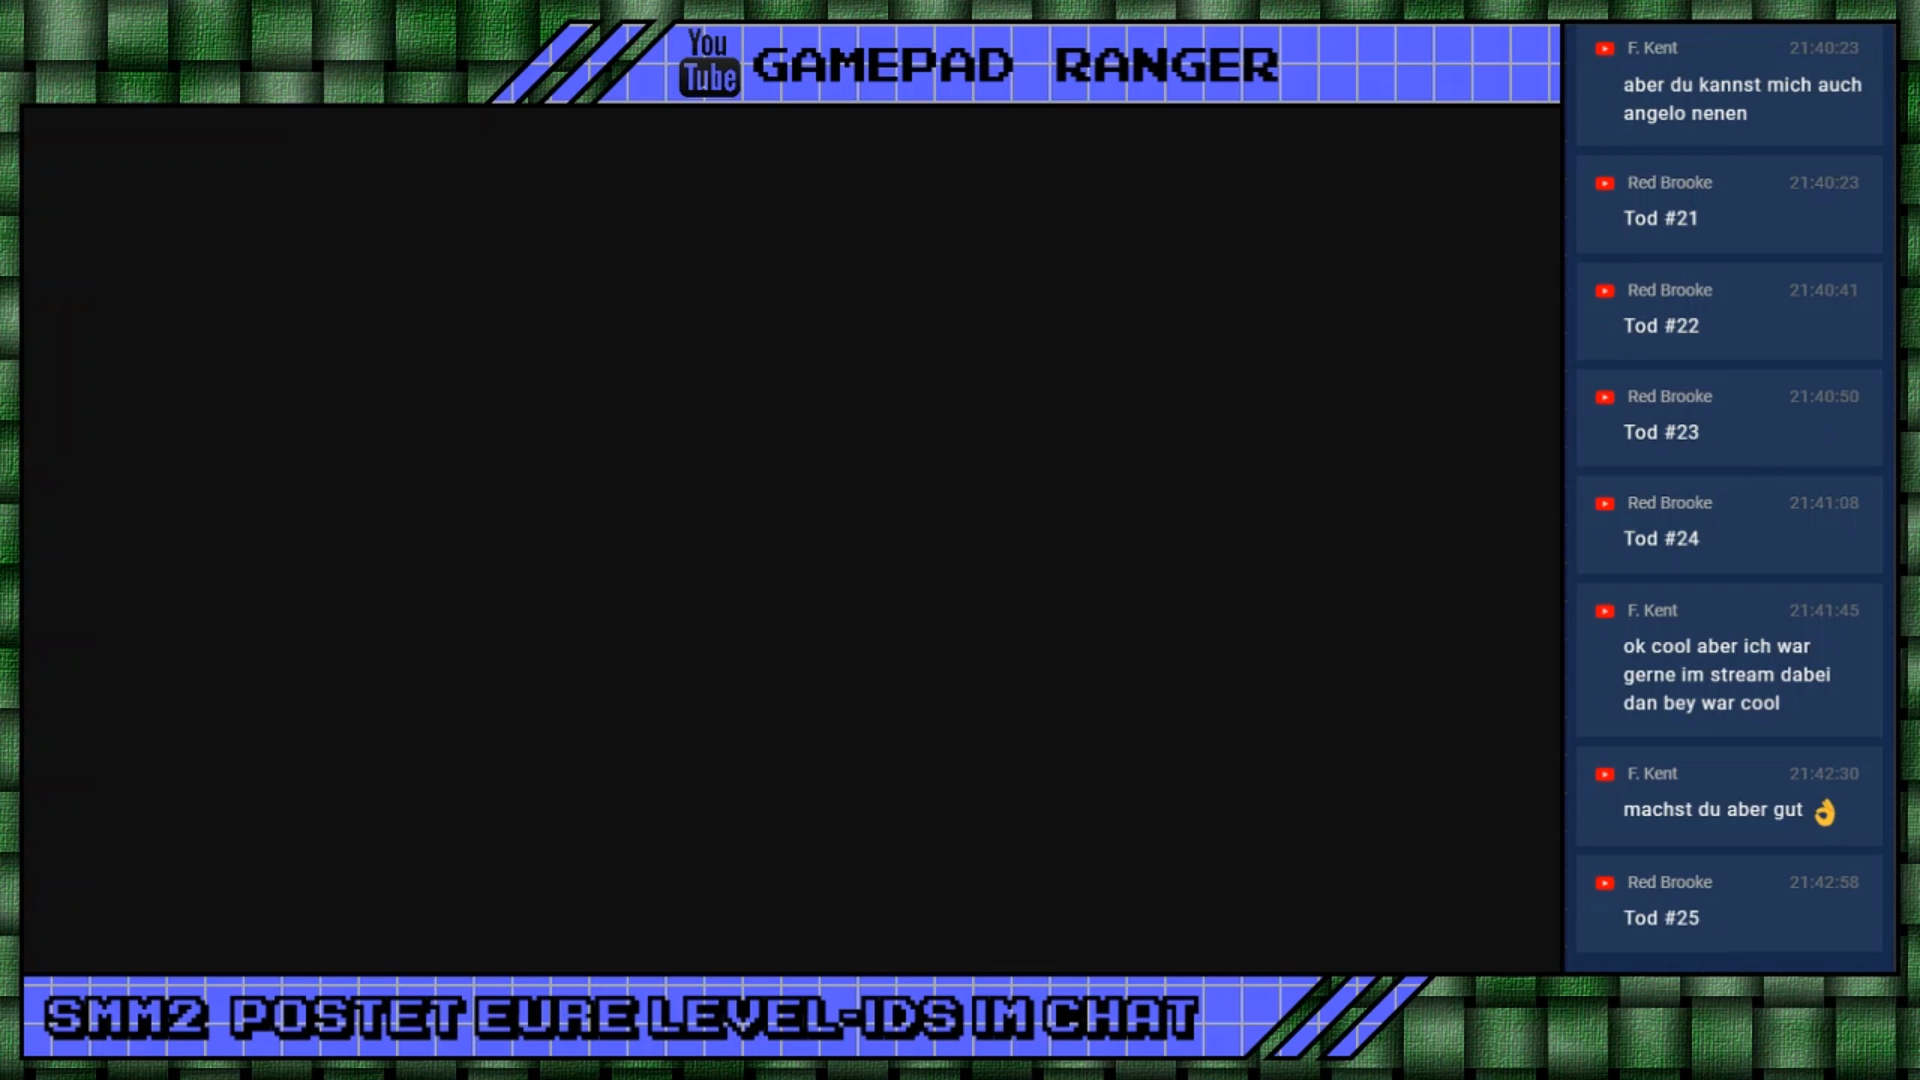 You
Tube
GAMEPAD RANGER
F. Kent 21:40:23
aber du kannst mich auch
angelo nenen
Red Brooke 21:40:23
Tod #21
Red Brooke 21:40:41
Tod #22
Red Brooke 21:40:50
Tod #23
Red Brooke 21:41:08
Tod #24
F. Kent 21:41:45
ok cool aber ich war
gerne im stream dabei
dan bey war cool
F. Kent 21:42:30
machst du aber gut 👌
Red Brooke 21:42:58
Tod #25
SMM2 POSTET EURE LEVEL-IDS IM CHAT